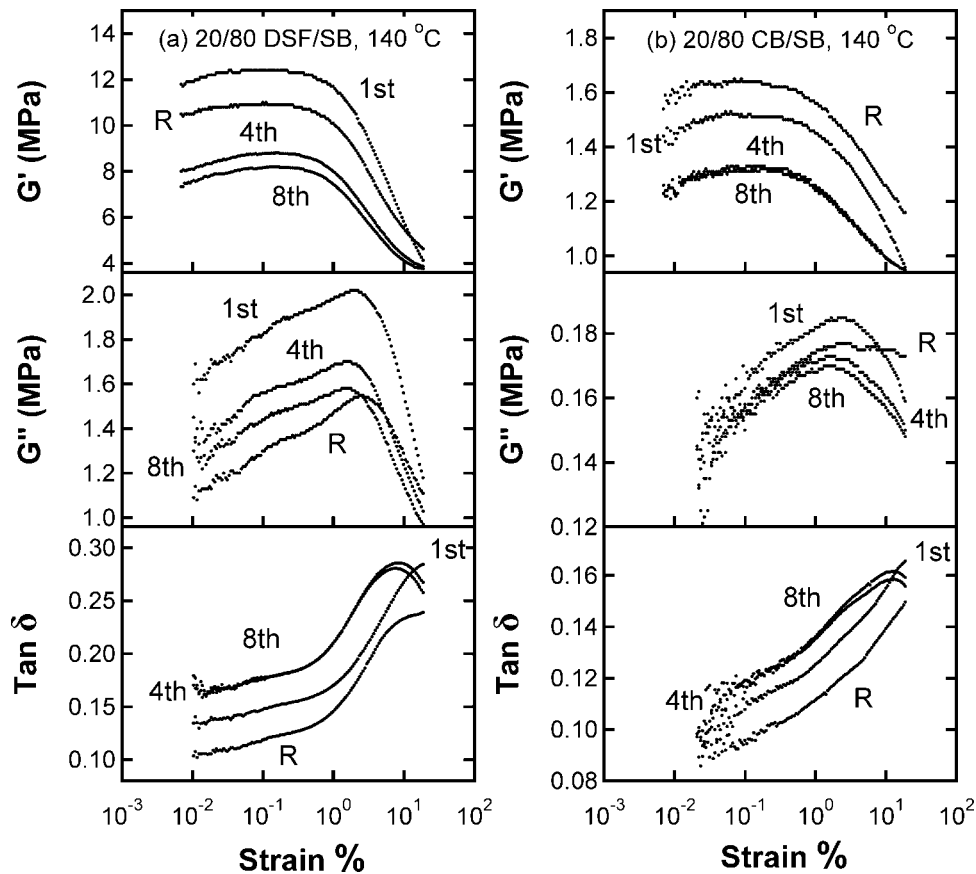 (a) 20/80 DSF/SB, 140 °C
G' (MPa)
14
12
10
8
6
4
1st
R
4th
8th
G'' (MPa)
2.0
1.8
1.6
1.4
1.2
1.0
1st
4th
8th
R
Tan δ
0.30
0.25
0.20
0.15
0.10
1st
8th
4th
R
10⁻³ 10⁻² 10⁻¹ 10⁰ 10¹ 10²
Strain %
(b) 20/80 CB/SB, 140 °C
G' (MPa)
1.8
1.6
1.4
1.2
1.0
R
1st
4th
8th
G'' (MPa)
0.18
0.16
0.14
0.12
1st
R
8th
4th
Tan δ
0.16
0.14
0.12
0.10
0.08
1st
8th
4th
R
10⁻³ 10⁻² 10⁻¹ 10⁰ 10¹ 10²
Strain %